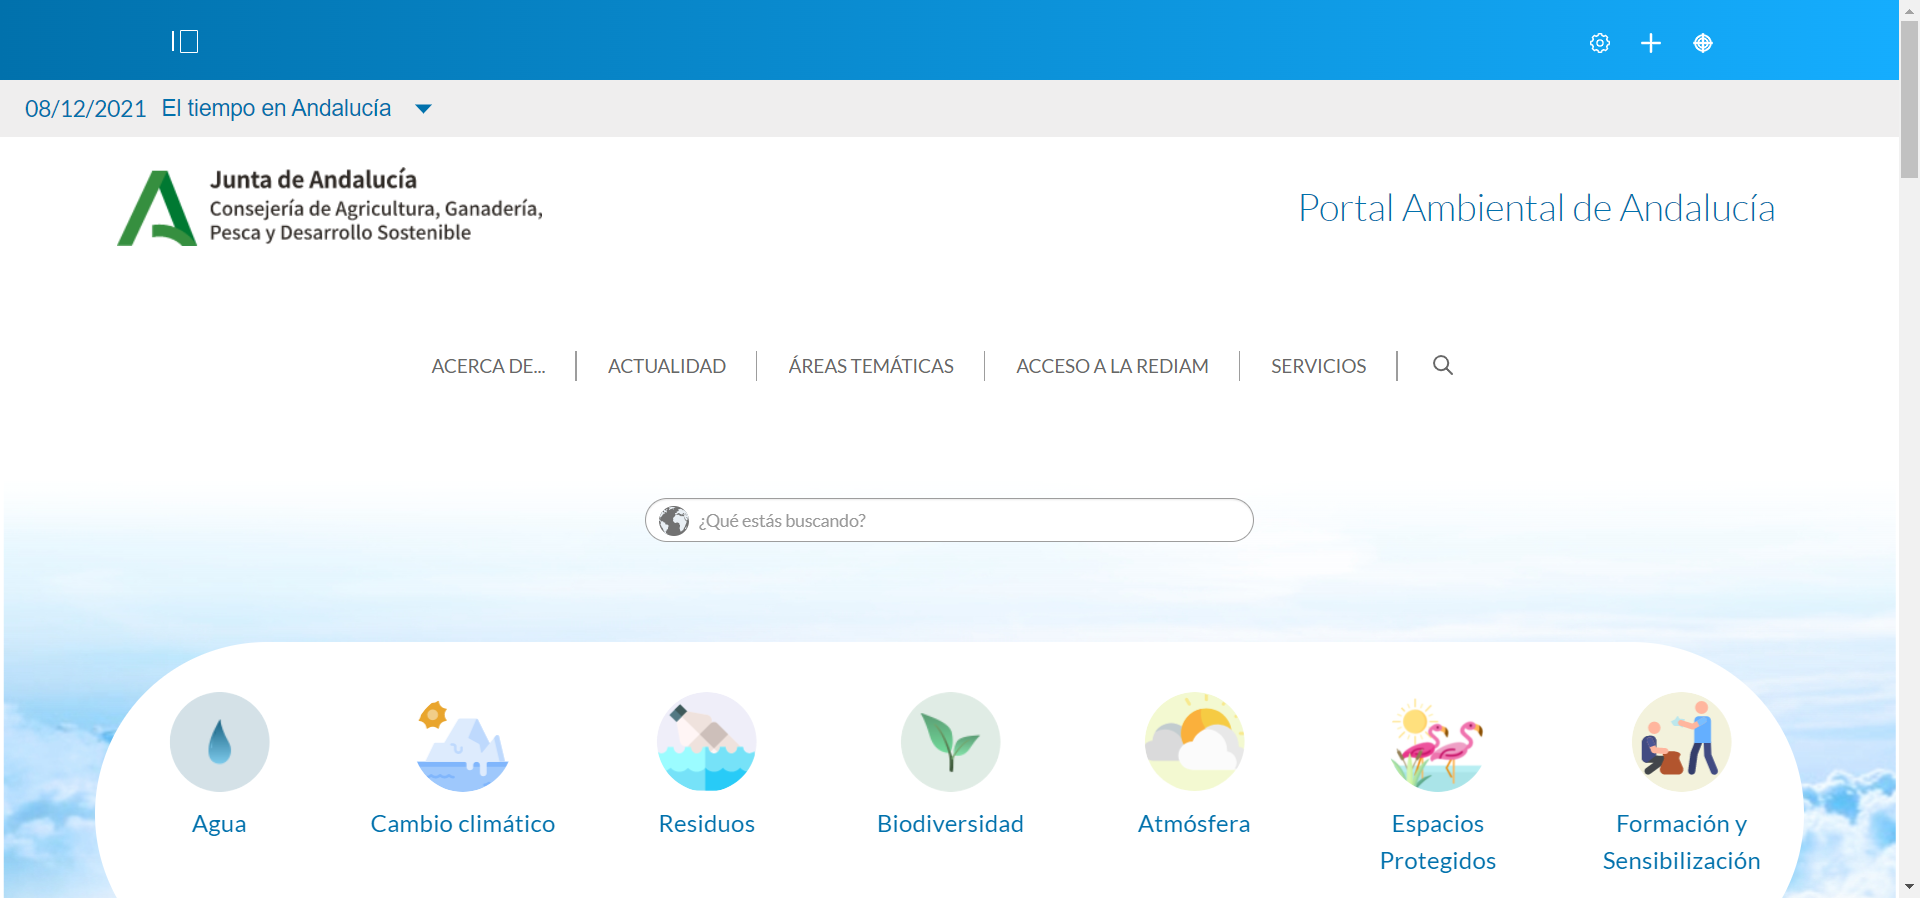 08/12/2021 El tiempo en Andalucía
Junta de Andalucía
Consejería de Agricultura, Ganadería,
Pesca y Desarrollo Sostenible
Portal Ambiental de Andalucía
ACERCA DE...
ACTUALIDAD
ÁREAS TEMÁTICAS
ACCESO A LA REDIAM
SERVICIOS
¿Qué estás buscando?
Agua
Cambio climático
Residuos
Biodiversidad
Atmósfera
Espacios
Protegidos
Formación y
Sensibilización